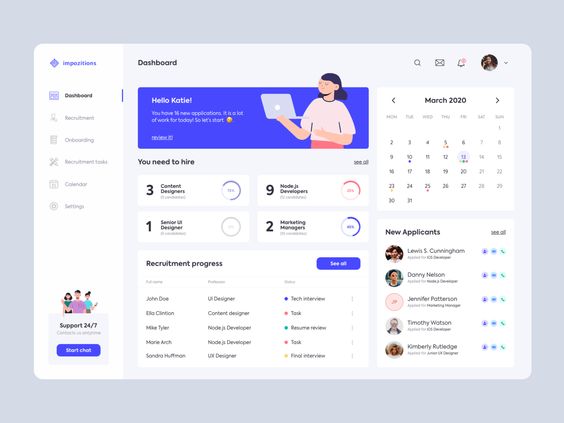 impozitions
Dashboard
Recruitment
Onboarding
Recruitment tasks
Calendar
Settings
Support 24/7
Contacts us anytime
Start chat
Dashboard
Hello Katie!
You have 16 new applications. It is a lot
of work for today! So let's start
review it!
You need to hire
see all
3
Content
Designers
(5 candidates)
75%
9
Node.js
Developers
(12 candidates)
25%
1
Senior UI
Designer
(0 candidates)
0%
2
Marketing
Managers
Recruitment progress
See all
Full name Profession Status
John Doe UI Designer Tech interview
Ella Clintion Content designer Task
Mike Tyler Node.js Developer Resume review
Marie Arch Node.js Developer Task
Sandra Huffman UX Designer Final interview
March 2020
MON TUE WED THU FRI SAT SUN
1
2 3 4 5 6 7 8
9 10 11 12 13 14 15
16 17 18 19 20 21 22
23 24 25 26 27 28 29
30 31
New Applicants
see all
Lewis S. Cunningham
Applied for iOS Developer
Danny Nelson
Applied for Node.js Developer
JP
Jennifer Patterson
Applied for Marketing Manager
Timothy Watson
Applied for iOS Developer
Kimberly Rutledge
Applied for Junior UX Designer